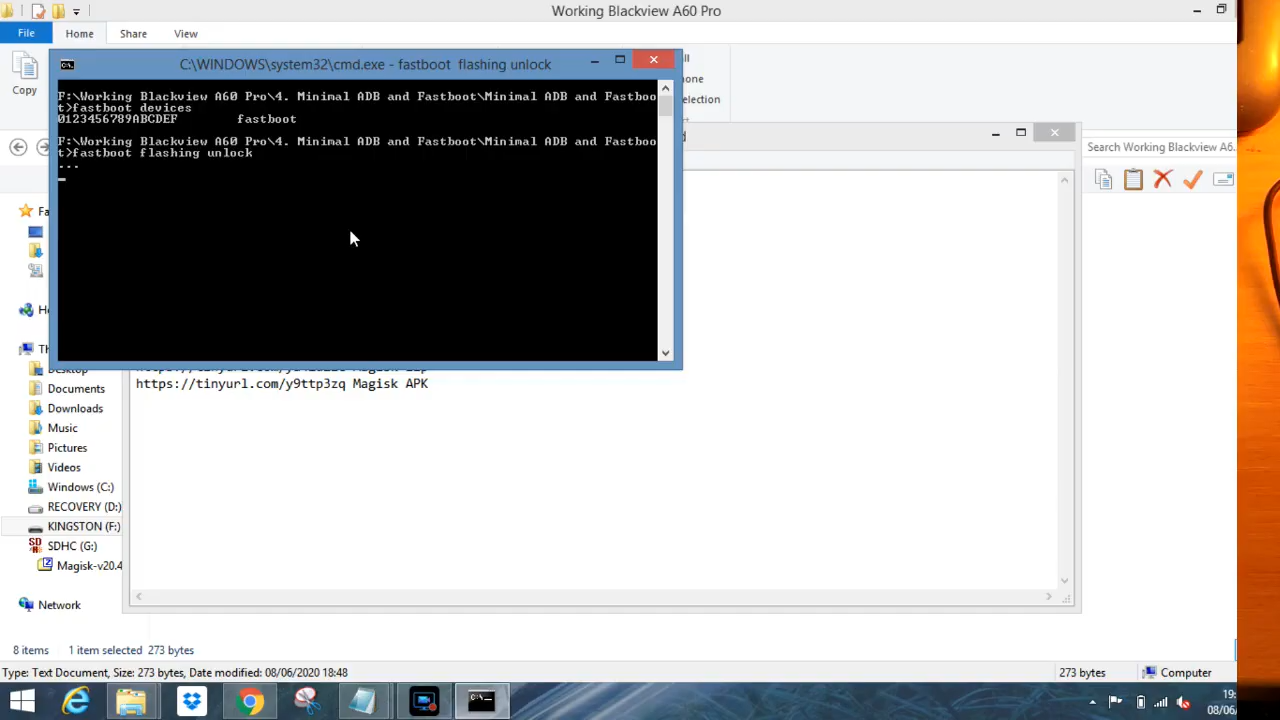 Working Blackview A60 Pro
File
Home
Share
View
Copy
C:\WINDOWS\system32\cmd.exe - fastboot flashing unlock
F:\Working Blackview A60 Pro\4. Minimal ADB and Fastboot\Minimal ADB and Fastboo
t>fastboot devices
0123456789ABCDEF fastboot
F:\Working Blackview A60 Pro\4. Minimal ADB and Fastboot\Minimal ADB and Fastboo
t>fastboot flashing unlock
...
Search Working Blackview A6..
https://tinyurl.com/y9ttp3zq Magisk APK
Desktop
Documents
Downloads
Music
Pictures
Videos
Windows (C:)
RECOVERY (D:)
KINGSTON (F:)
SDHC (G:)
Magisk-v20.4
Network
8 items 1 item selected 273 bytes
Type: Text Document, Size: 273 bytes, Date modified: 08/06/2020 18:48
273 bytes
Computer
19:
08/06/